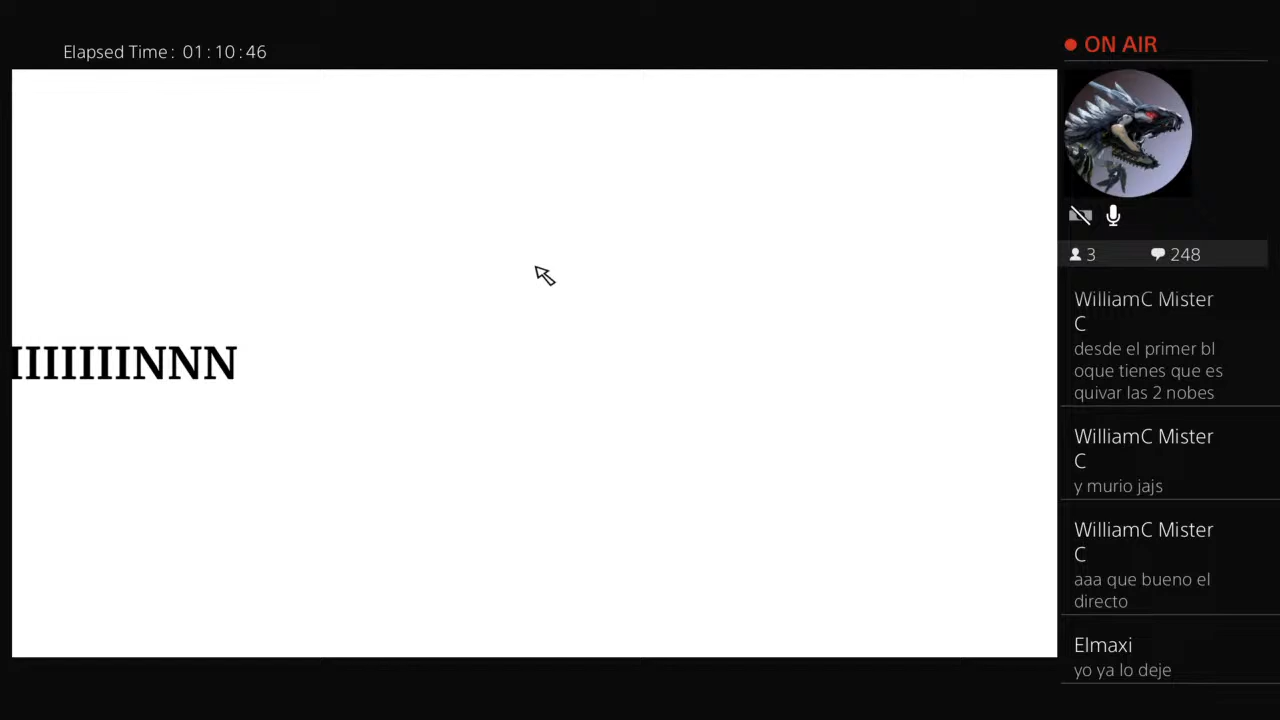 Elapsed Time: 01:10:46
ON AIR
3 248
WilliamC Mister
C
desde el primer bl
oque tienes que es
quivar las 2 nobes
WilliamC Mister
C
y murio jajs
WilliamC Mister
C
aaa que bueno el
directo
Elmaxi
yo ya lo deje
IIIIIIINNN